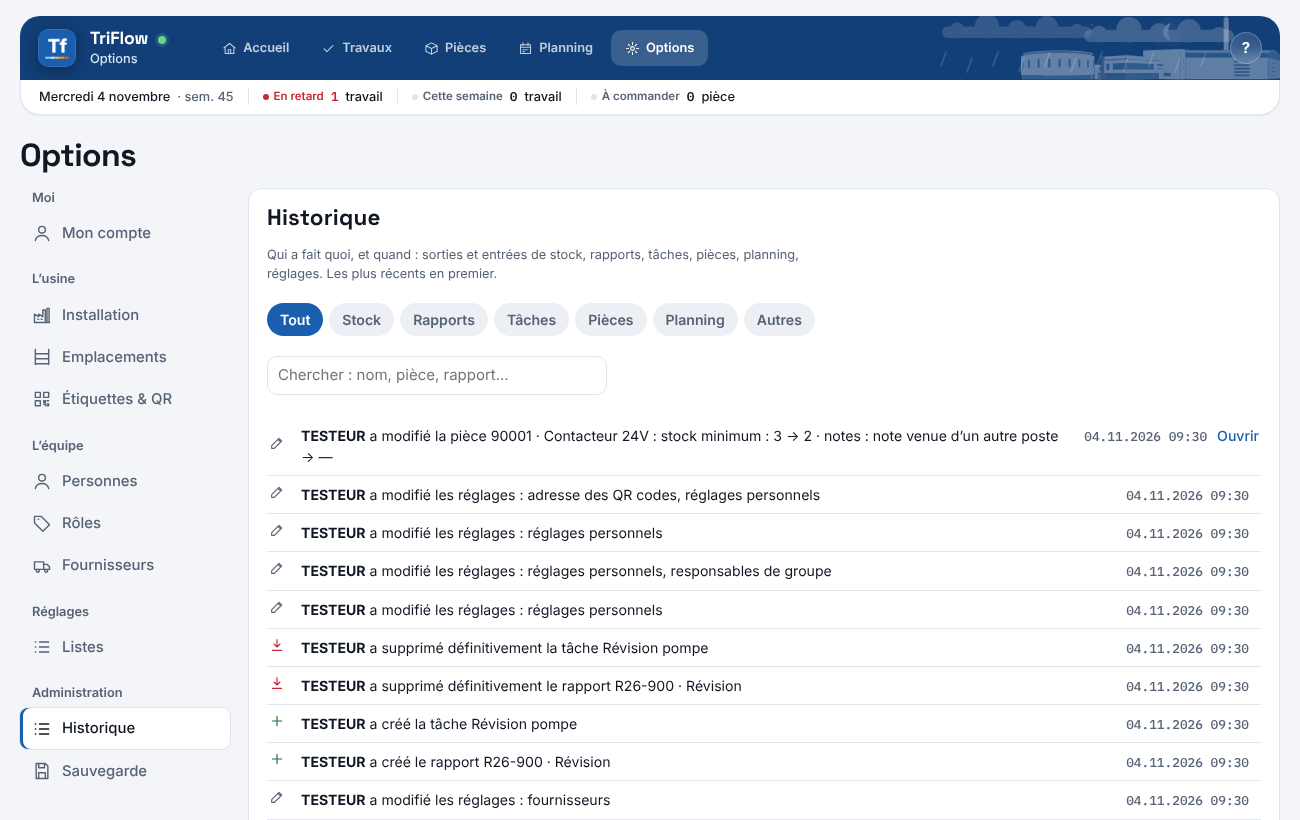 Tf
TriFlow
Options
Accueil
Travaux
Pièces
Planning
Options
?
Mercredi 4 novembre · sem. 45
En retard 1 travail
Cette semaine 0 travail
À commander 0 pièce
Options
Moi
Mon compte
L’usine
Installation
Emplacements
Étiquettes & QR
L’équipe
Personnes
Rôles
Fournisseurs
Réglages
Listes
Administration
Historique
Sauvegarde
Historique
Qui a fait quoi, et quand : sorties et entrées de stock, rapports, tâches, pièces, planning,
réglages. Les plus récents en premier.
Tout
Stock
Rapports
Tâches
Pièces
Planning
Autres
Chercher : nom, pièce, rapport…
TESTEUR a modifié la pièce 90001 · Contacteur 24V : stock minimum : 3 → 2 · notes : note venue d’un autre poste
→ —
04.11.2026 09:30 Ouvrir
TESTEUR a modifié les réglages : adresse des QR codes, réglages personnels 04.11.2026 09:30
TESTEUR a modifié les réglages : réglages personnels 04.11.2026 09:30
TESTEUR a modifié les réglages : réglages personnels, responsables de groupe 04.11.2026 09:30
TESTEUR a modifié les réglages : réglages personnels 04.11.2026 09:30
TESTEUR a supprimé définitivement la tâche Révision pompe 04.11.2026 09:30
TESTEUR a supprimé définitivement le rapport R26-900 · Révision 04.11.2026 09:30
TESTEUR a créé la tâche Révision pompe 04.11.2026 09:30
TESTEUR a créé le rapport R26-900 · Révision 04.11.2026 09:30
TESTEUR a modifié les réglages : fournisseurs 04.11.2026 09:30